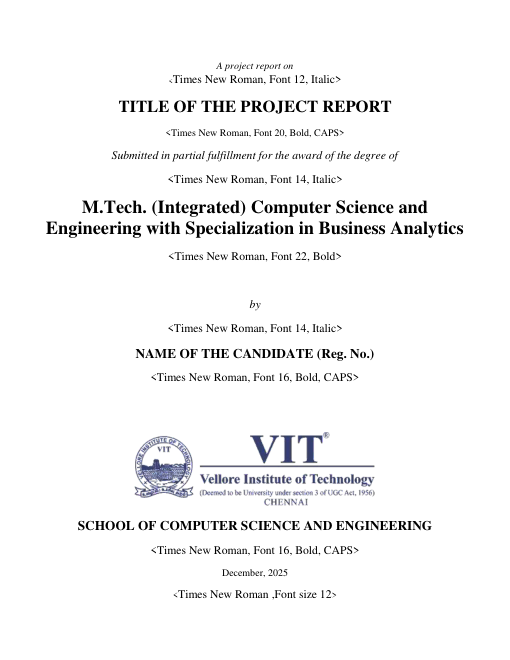 A project report on
<Times New Roman, Font 12, Italic>
TITLE OF THE PROJECT REPORT
<Times New Roman, Font 20, Bold, CAPS>
Submitted in partial fulfillment for the award of the degree of
<Times New Roman, Font 14, Italic>
M.Tech. (Integrated) Computer Science and
Engineering with Specialization in Business Analytics
<Times New Roman, Font 22, Bold>
by
<Times New Roman, Font 14, Italic>
NAME OF THE CANDIDATE (Reg. No.)
<Times New Roman, Font 16, Bold, CAPS>
VELLORE INSTITUTE OF TECHNOLOGY
VIT
VIT®
Vellore Institute of Technology
(Deemed to be University under section 3 of UGC Act, 1956)
CHENNAI
SCHOOL OF COMPUTER SCIENCE AND ENGINEERING
<Times New Roman, Font 16, Bold, CAPS>
December, 2025
<Times New Roman ,Font size 12>